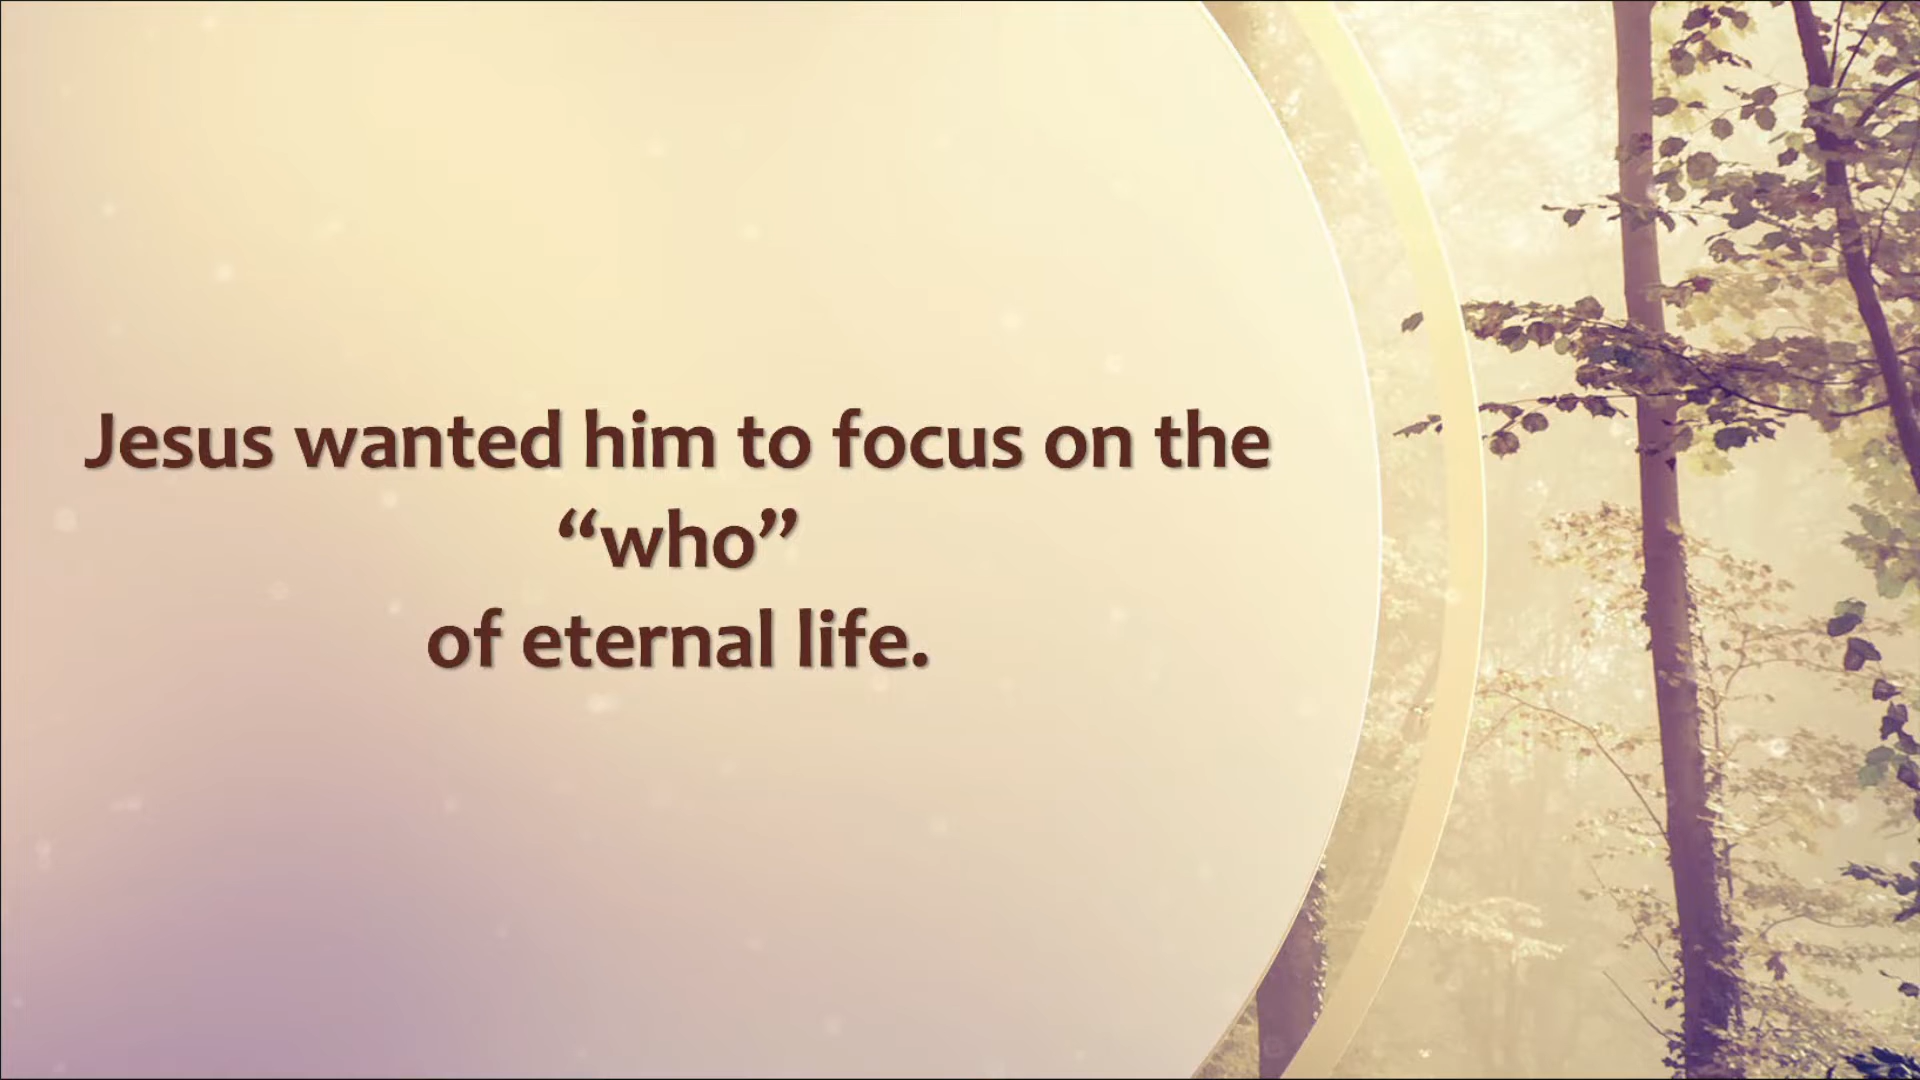 Jesus wanted him to focus on the
“who”
of eternal life.